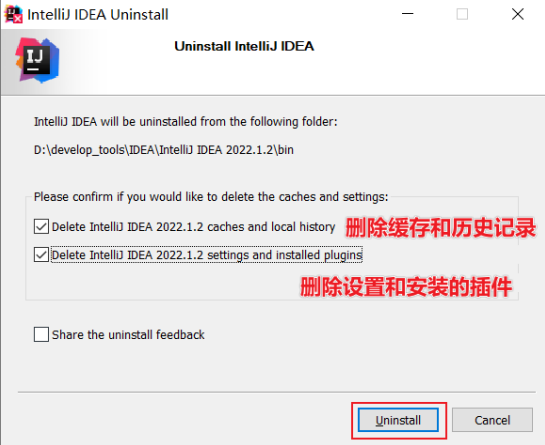 IntelliJ IDEA Uninstall
IJ
Uninstall IntelliJ IDEA
IntelliJ IDEA will be uninstalled from the following folder:
D:\develop_tools\IDEA\IntelliJ IDEA 2022.1.2\bin
Please confirm if you would like to delete the caches and settings:
Delete IntelliJ IDEA 2022.1.2 caches and local history 删除缓存和历史记录
Delete IntelliJ IDEA 2022.1.2 settings and installed plugins
删除设置和安装的插件
Share the uninstall feedback
Uninstall Cancel